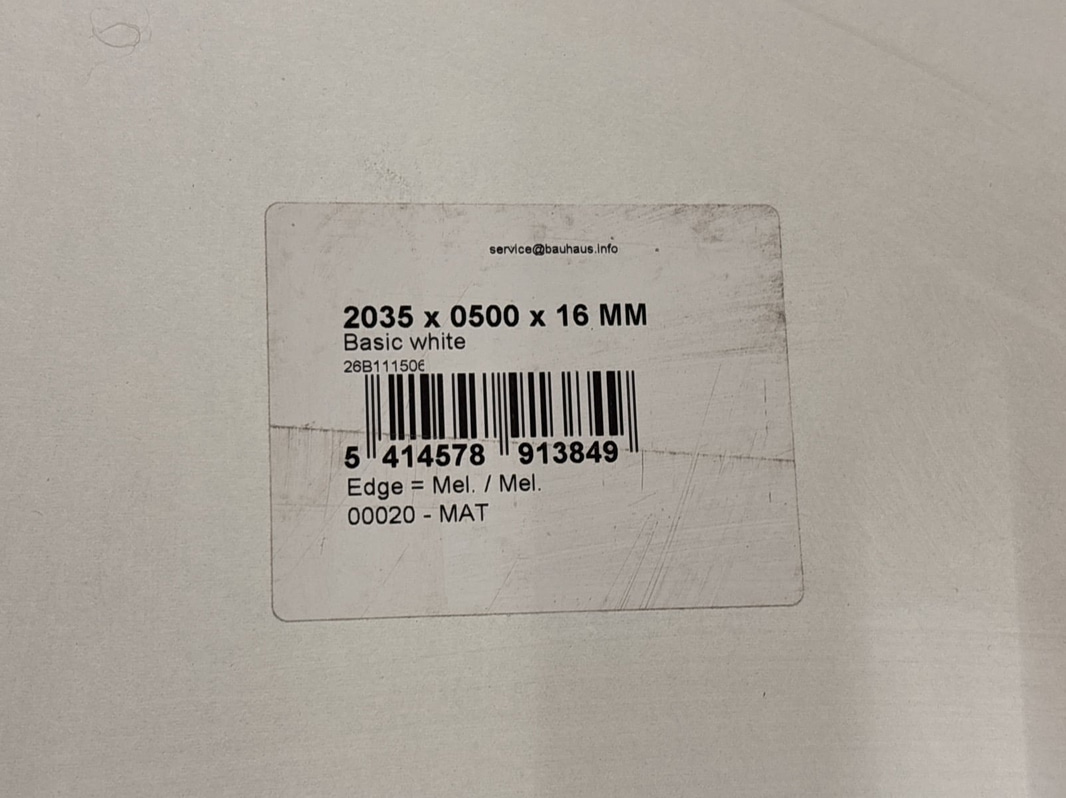 service@bauhaus.info
2035 x 0500 x 16 MM
Basic white
26B111506
5 414578 913849
Edge = Mel. / Mel.
00020 - MAT